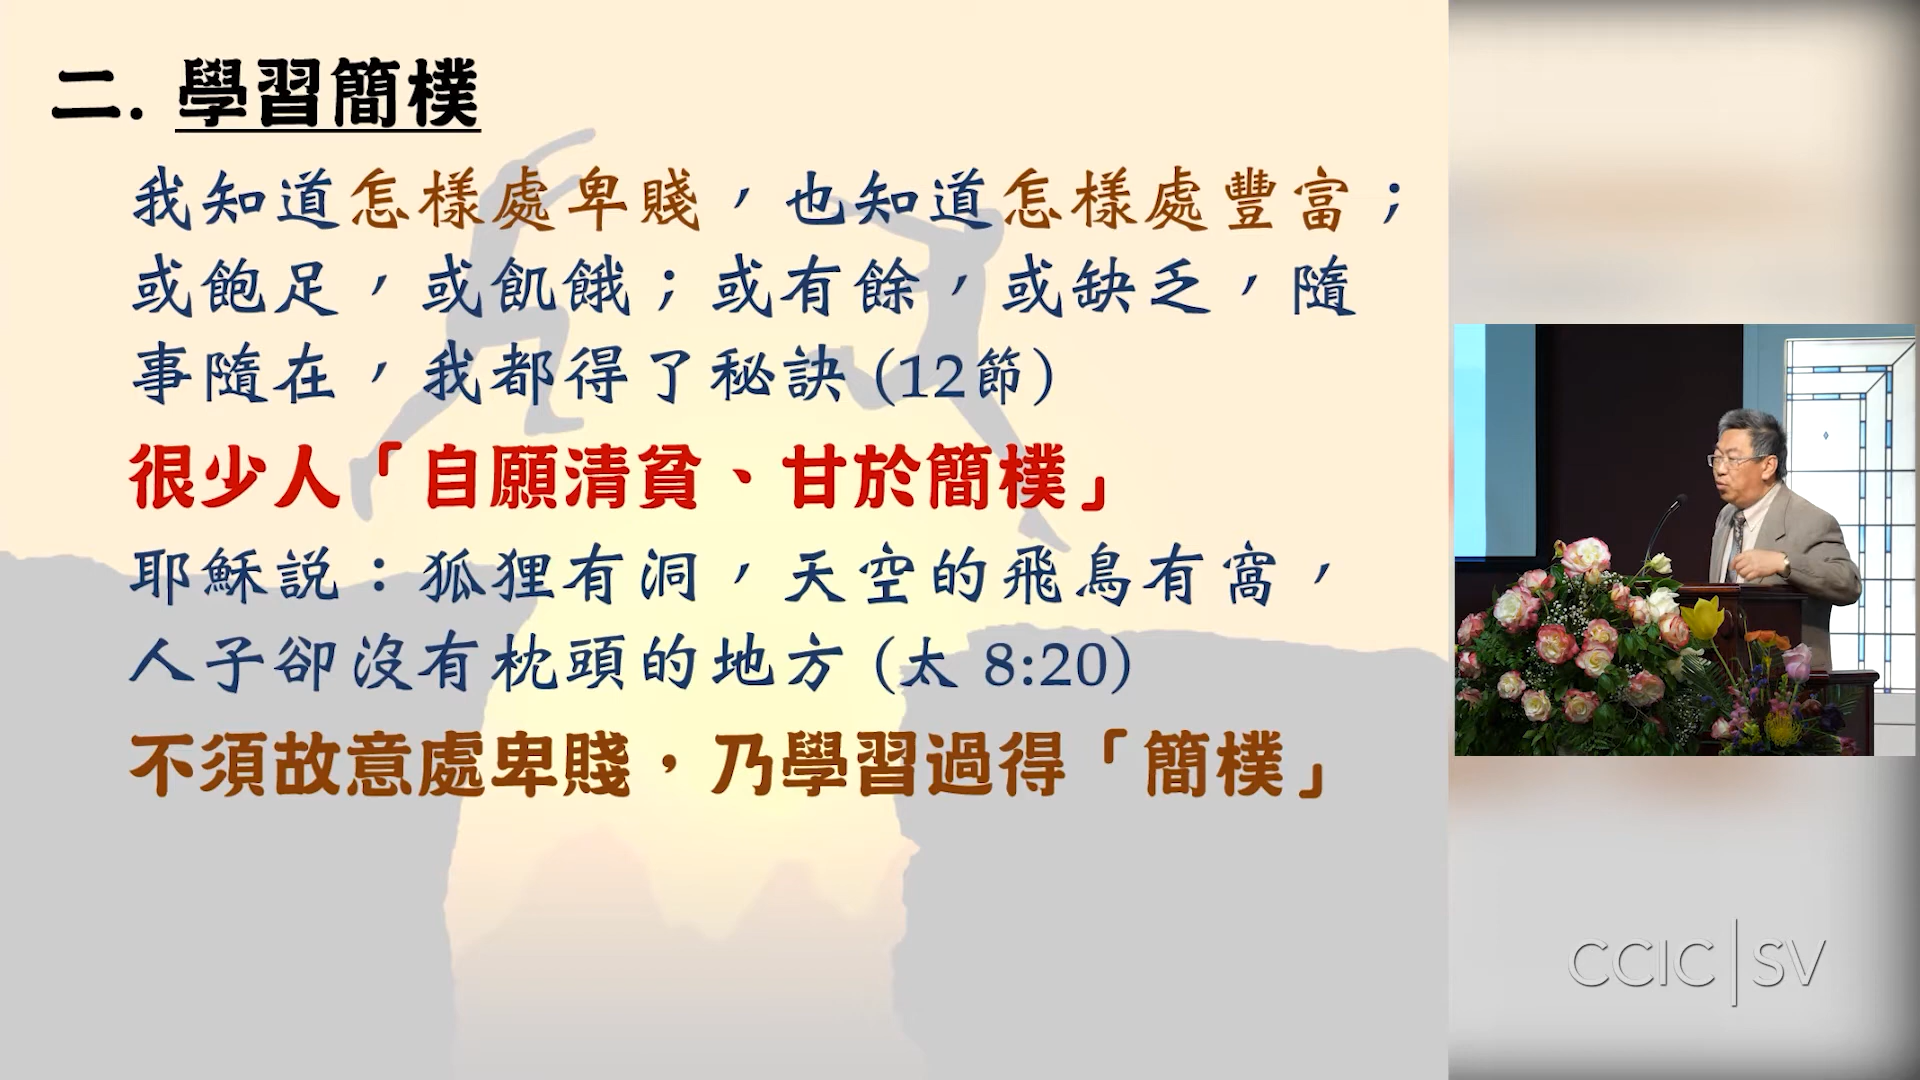 二. 學習簡樸
我知道怎樣處卑賤，也知道怎樣處豐富；
或飽足，或飢餓；或有餘，或缺乏，隨
事隨在，我都得了秘訣 (12節)
很少人「自願清貧、甘於簡樸」
耶穌説：狐狸有洞，天空的飛鳥有窩，
人子卻沒有枕頭的地方 (太 8:20)
不須故意處卑賤，乃學習過得「簡樸」
CCIC|SV